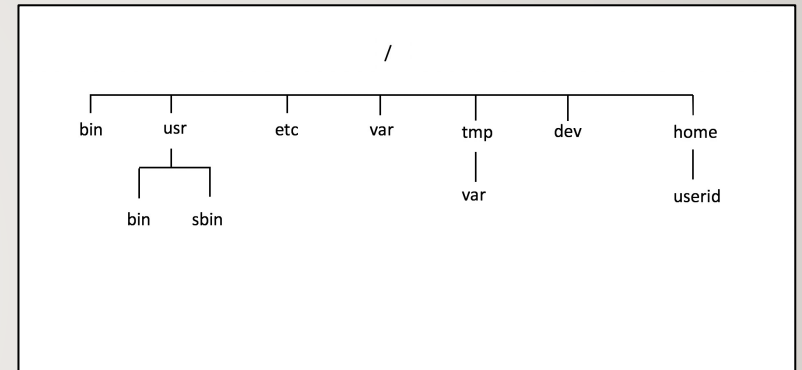 /
bin usr etc var tmp dev home
var userid
bin sbin